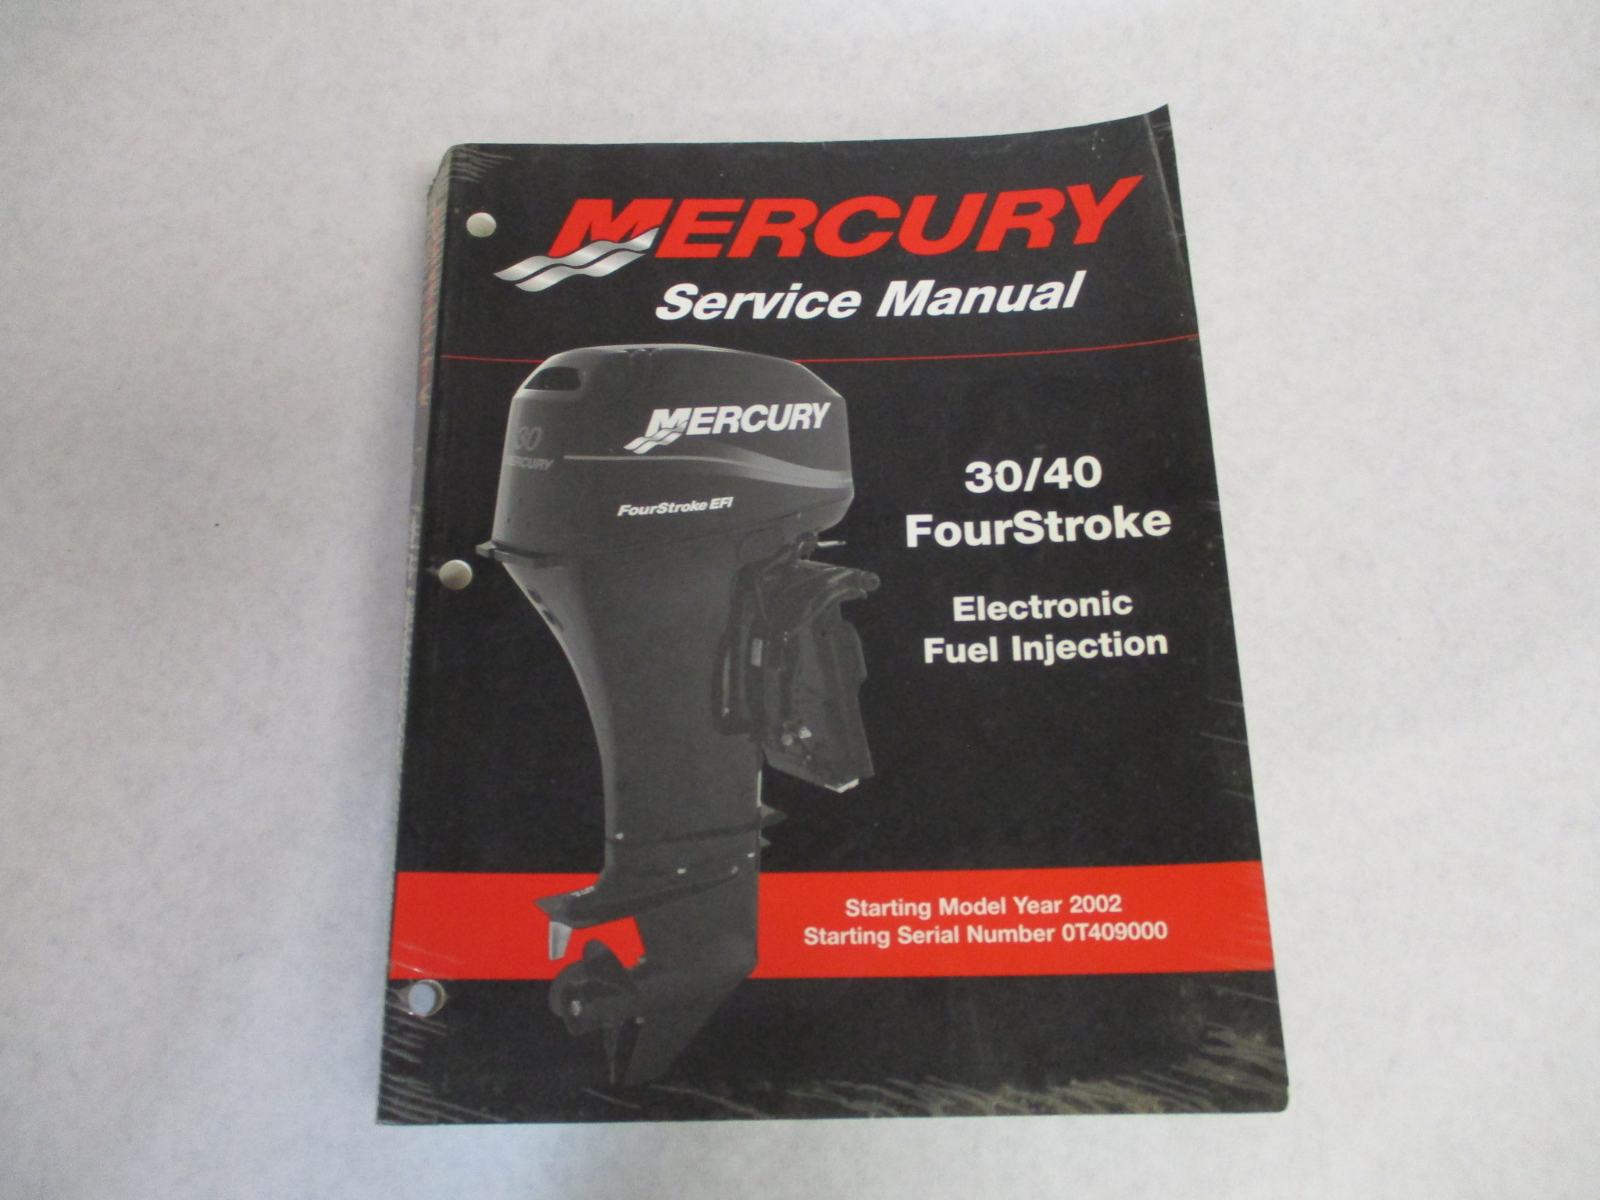 MERCURY
Service Manual
MERCURY
30
MERCURY
FourStroke EFI
30/40
FourStroke
Electronic
Fuel Injection
Starting Model Year 2002
Starting Serial Number 0T409000